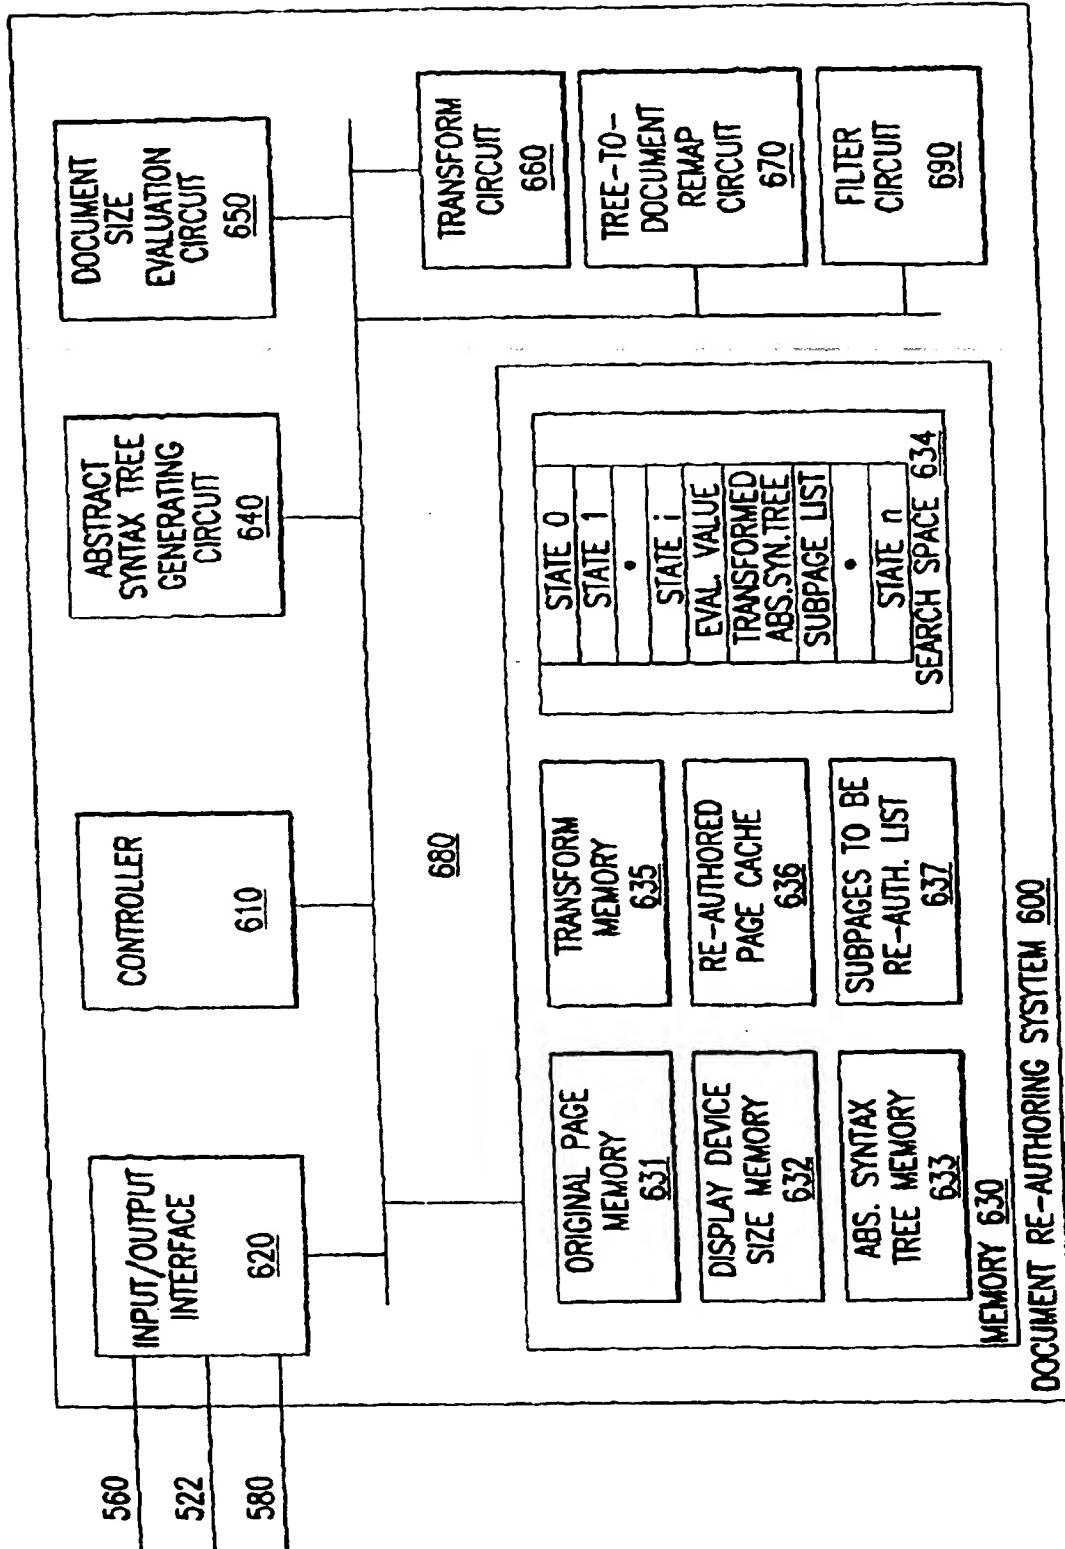 560
522
580
INPUT/OUTPUT
INTERFACE
620
CONTROLLER
610
ABSTRACT
SYNTAX TREE
GENERATING
CIRCUIT
640
DOCUMENT
SIZE
EVALUATION
CIRCUIT
650
680
TRANSFORM
CIRCUIT
660
TREE-TO-
DOCUMENT
REMAP
CIRCUIT
670
FILTER
CIRCUIT
690
ORIGINAL PAGE
MEMORY
631
DISPLAY DEVICE
SIZE MEMORY
632
ABS. SYNTAX
TREE MEMORY
633
TRANSFORM
MEMORY
635
RE-AUTHORED
PAGE CACHE
636
SUBPAGES TO BE
RE-AUTH. LIST
637
STATE 0
STATE 1
•
STATE i
EVAL VALUE
TRANSFORMED
ABS.SYN.TREE
SUBPAGE LIST
•
STATE n
SEARCH SPACE 634
MEMORY 630
DOCUMENT RE-AUTHORING SYSYTEM 600